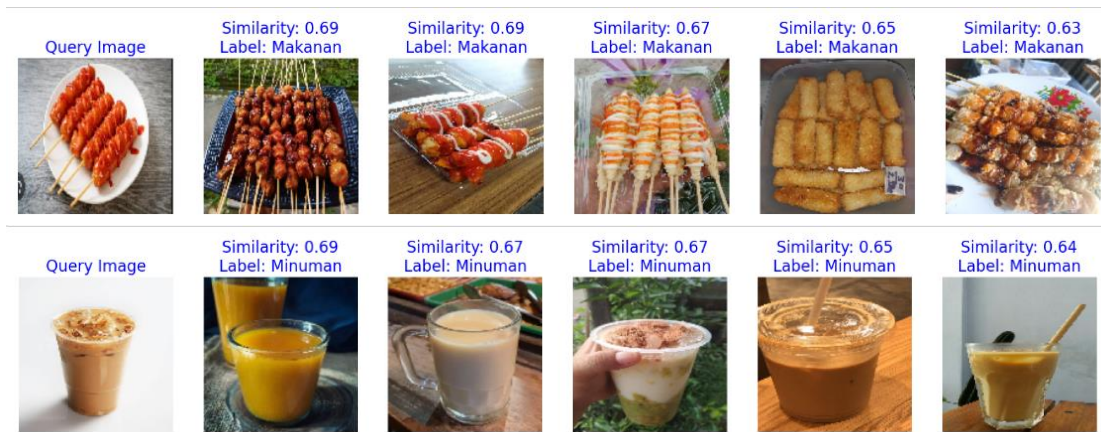 Query Image
Similarity: 0.69
Label: Makanan
Similarity: 0.69
Label: Makanan
Similarity: 0.67
Label: Makanan
Similarity: 0.65
Label: Makanan
Similarity: 0.63
Label: Makanan
Query Image
Similarity: 0.69
Label: Minuman
Similarity: 0.67
Label: Minuman
Similarity: 0.67
Label: Minuman
Similarity: 0.65
Label: Minuman
Similarity: 0.64
Label: Minuman